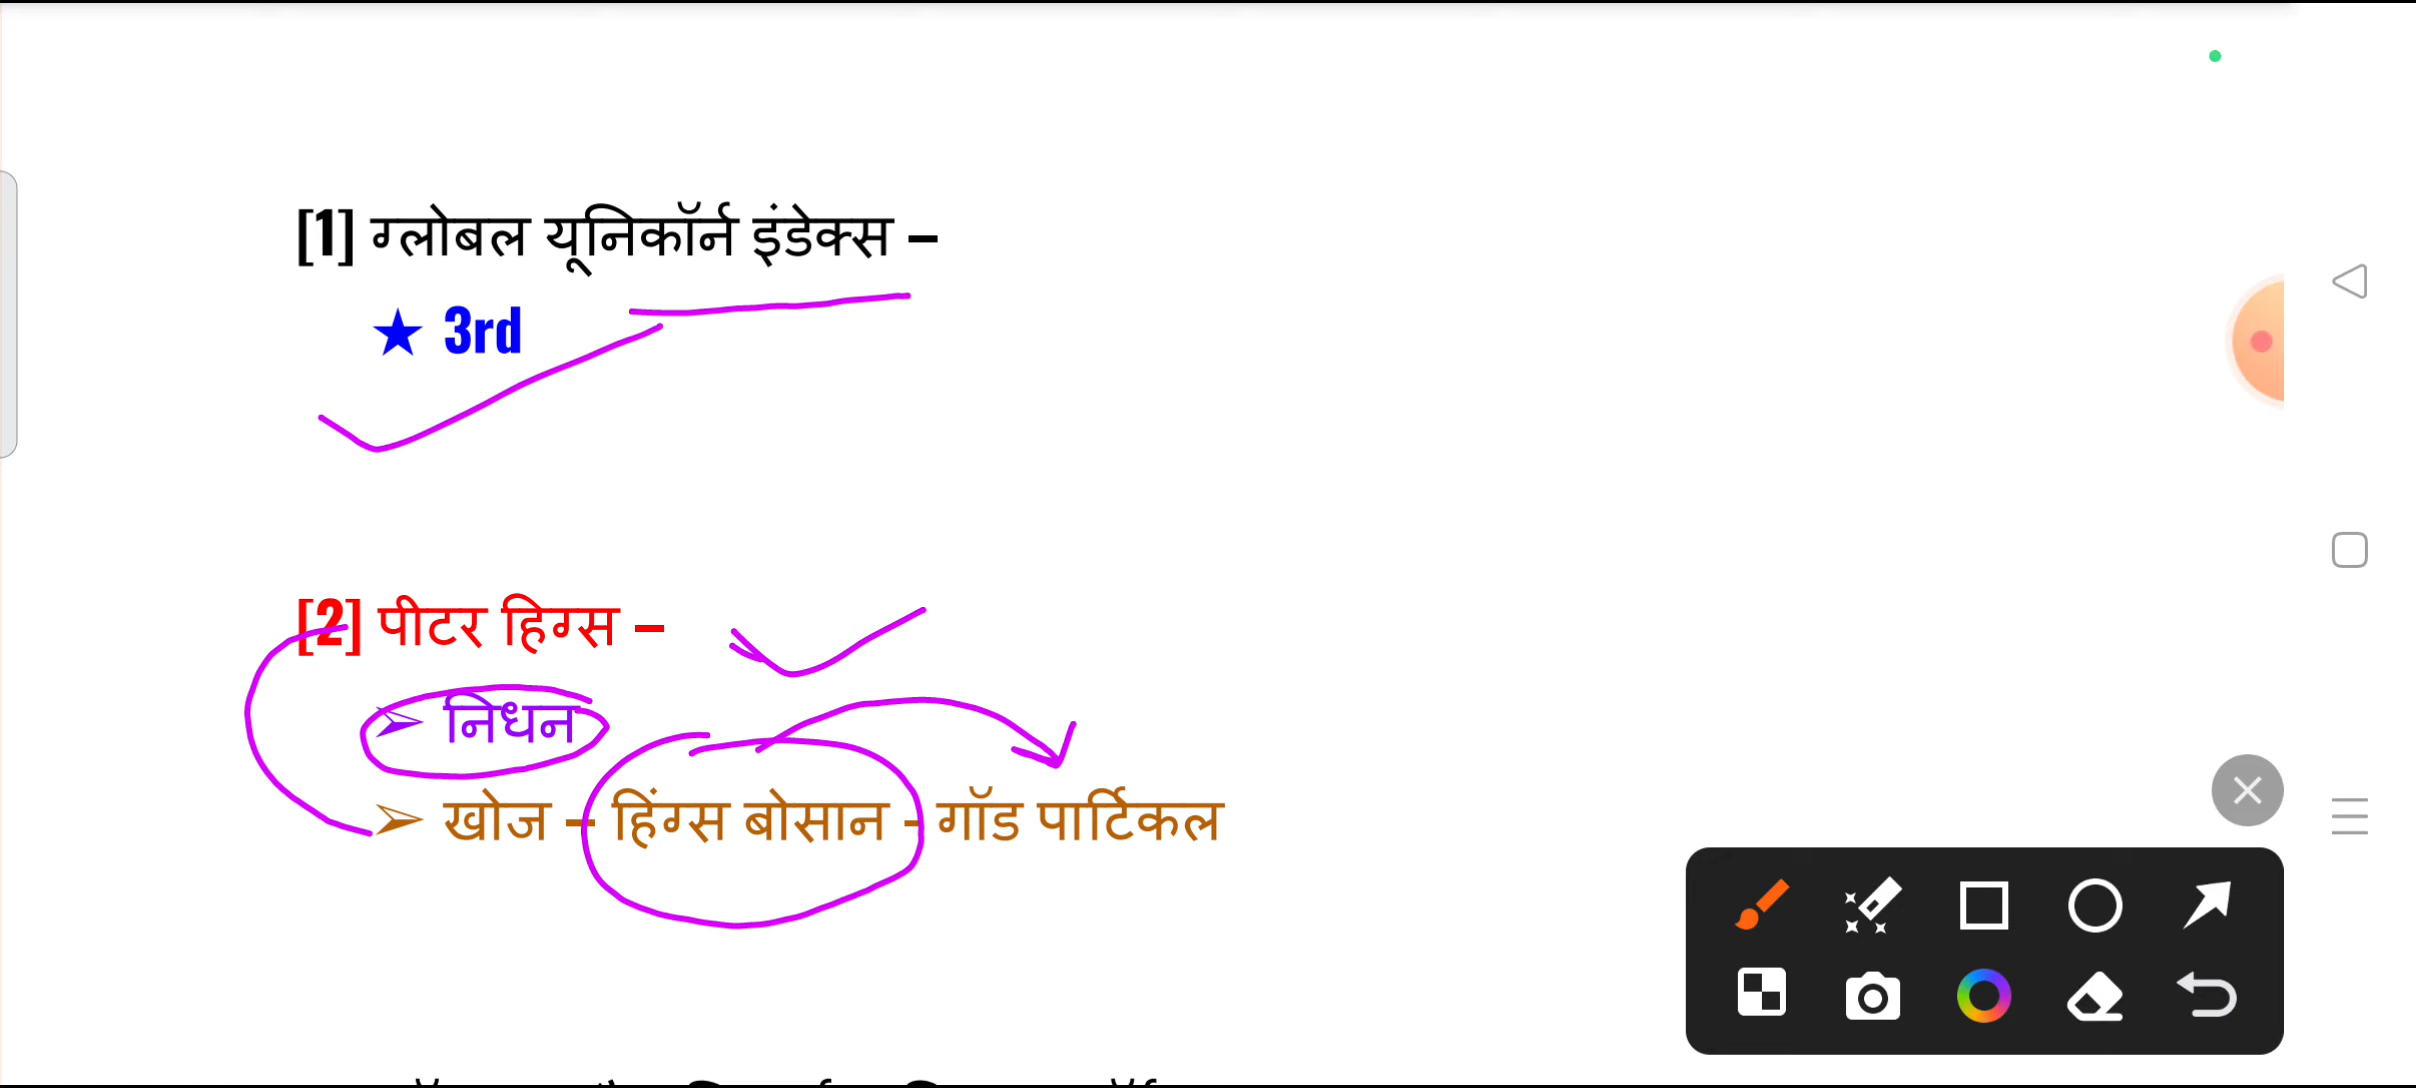 [1] ग्लोबल यूनिकॉर्न इंडेक्स –
★ 3rd
[2] पीटर हिग्स –
➢ निधन
➢ खोज – हिंग्स बोसान - गॉड पार्टिकल